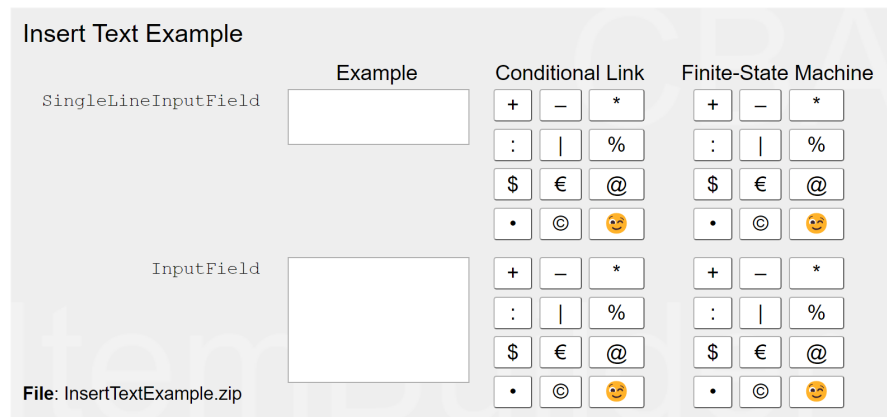 Insert Text Example
Example Conditional Link Finite-State Machine
SingleLineInputField + – * + – *
: | % : | %
$ € @ $ € @
• © 😉 • © 😉
InputField + – * + – *
: | % : | %
$ € @ $ € @
File: InsertTextExample.zip • © 😉 • © 😉